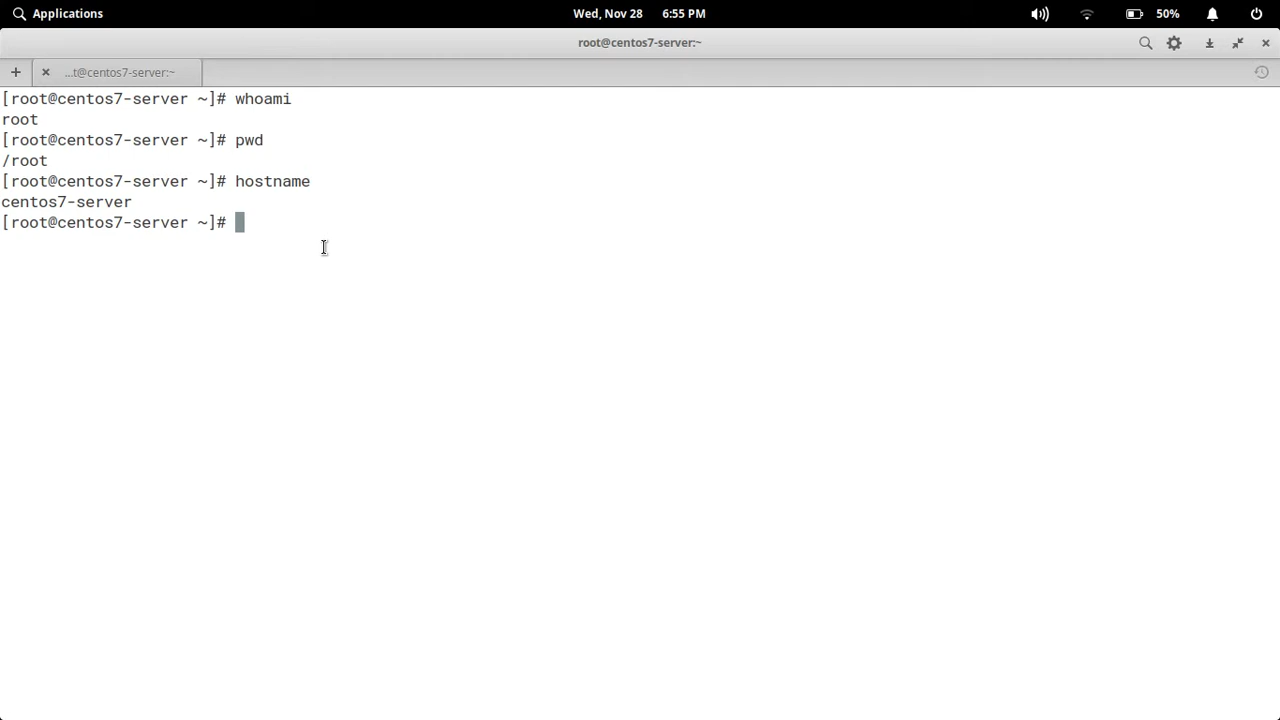 Applications
Wed, Nov 28 6:55 PM
50%
root@centos7-server:~
...t@centos7-server:~
[root@centos7-server ~]# whoami
root
[root@centos7-server ~]# pwd
/root
[root@centos7-server ~]# hostname
centos7-server
[root@centos7-server ~]#